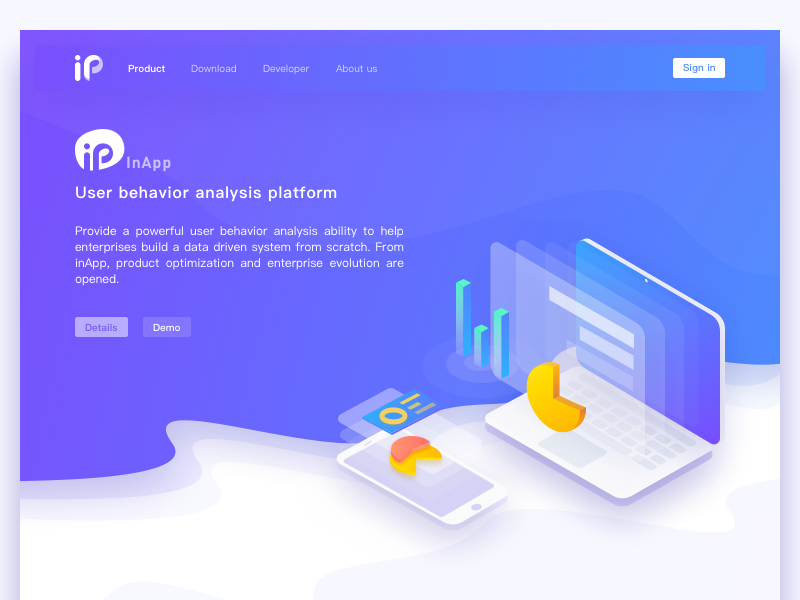 iP Product Download Developer About us Sign in
iP InApp
User behavior analysis platform
Provide a powerful user behavior analysis ability to help
enterprises build a data driven system from scratch. From
inApp, product optimization and enterprise evolution are
opened.
Details Demo